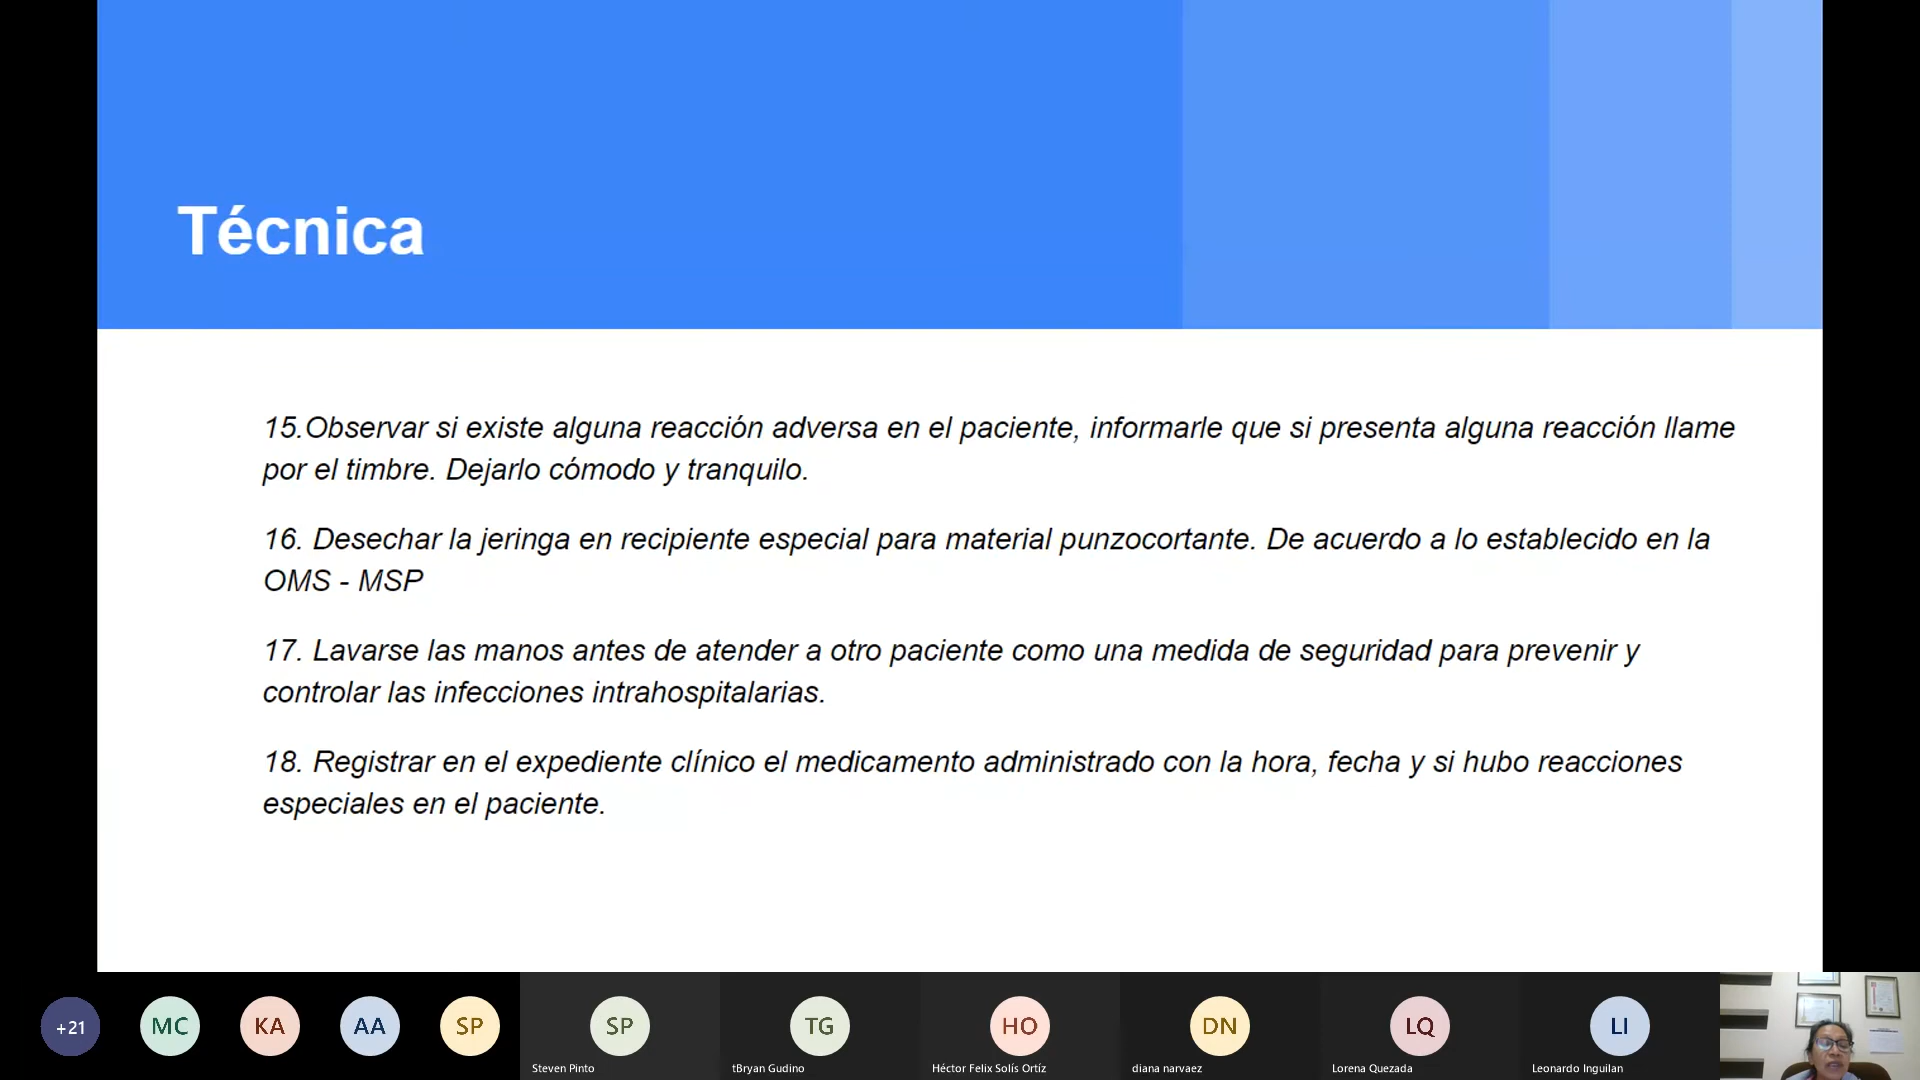 Técnica
15.Observar si existe alguna reacción adversa en el paciente, informarle que si presenta alguna reacción llame
por el timbre. Dejarlo cómodo y tranquilo.
16. Desechar la jeringa en recipiente especial para material punzocortante. De acuerdo a lo establecido en la
OMS - MSP
17. Lavarse las manos antes de atender a otro paciente como una medida de seguridad para prevenir y
controlar las infecciones intrahospitalarias.
18. Registrar en el expediente clínico el medicamento administrado con la hora, fecha y si hubo reacciones
especiales en el paciente.
+21 MC KA AA SP SP TG HO DN LQ LI
Steven Pinto tBryan Gudino Héctor Felix Solís Ortíz diana narvaez Lorena Quezada Leonardo Inguilan